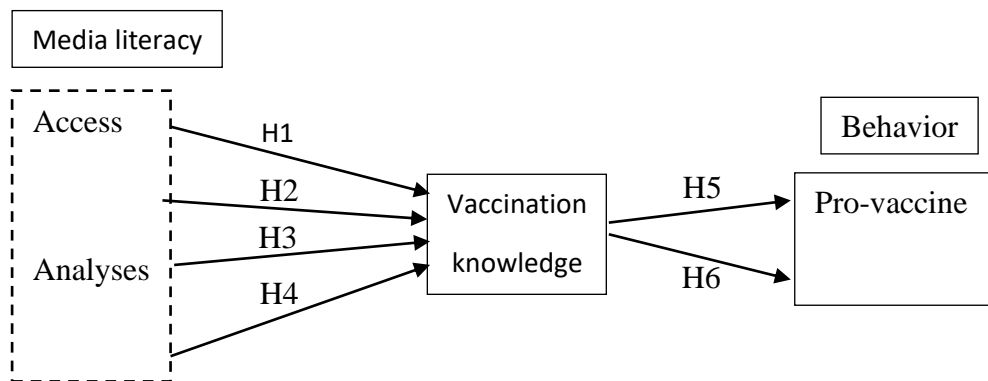 Media literacy
Access
H1
Behavior
H2
Vaccination
knowledge
H5
Pro-vaccine
H3
Analyses
H6
H4